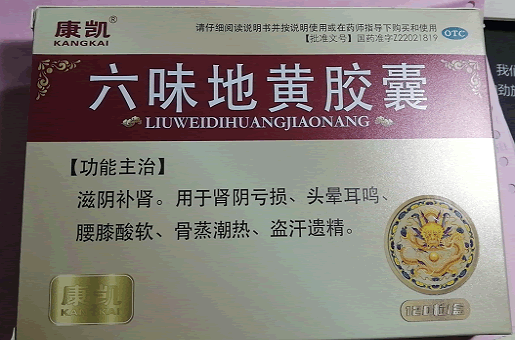 康凯
KANGKAI
请仔细阅读说明书并按说明使用或在药师指导下购买和使用
【批准文号】国药准字Z22021819
OTC
六味地黄胶囊
LIUWEIDIHUANGJIAONANG
【功能主治】
滋阴补肾。用于肾阴亏损、头晕耳鸣、
腰膝酸软、骨蒸潮热、盗汗遗精。
康凯
KANGKAI
我们